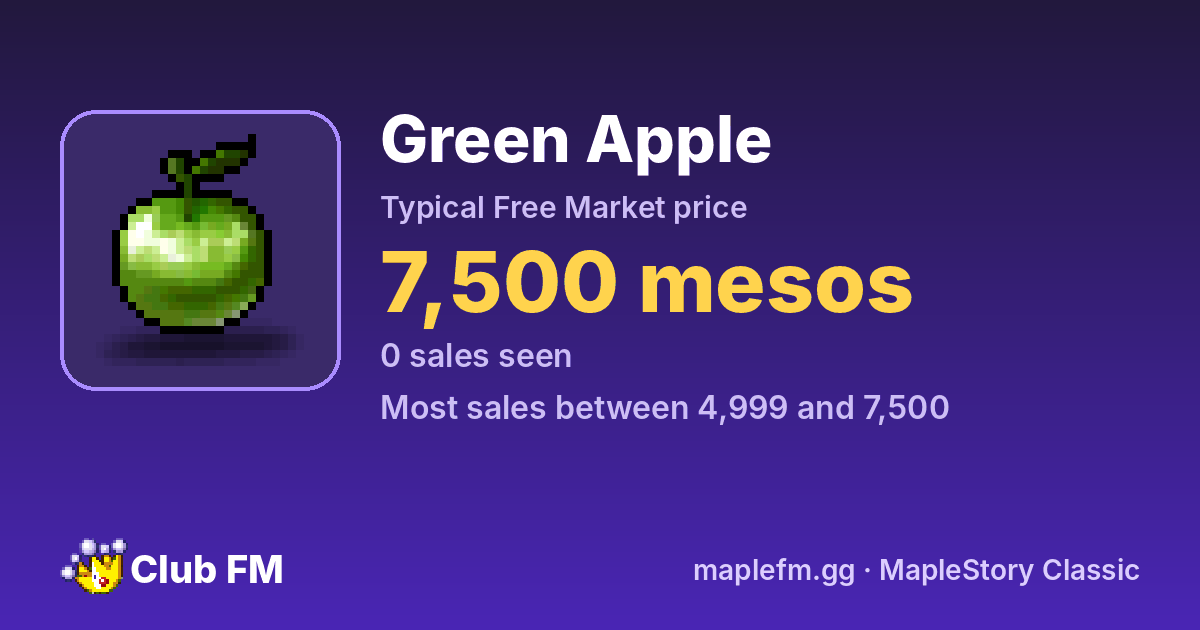 Green Apple
Typical Free Market price
7,500 mesos
0 sales seen
Most sales between 4,999 and 7,500
Club FM
maplefm.gg · MapleStory Classic